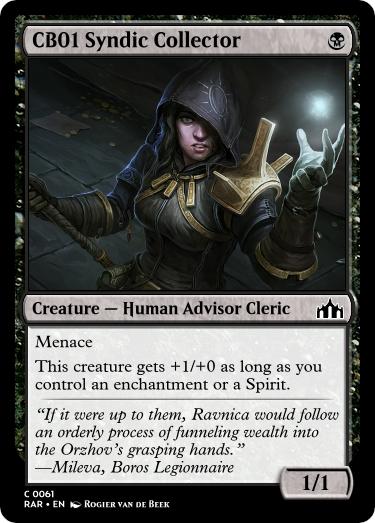 CB01 Syndic Collector
Creature — Human Advisor Cleric
Menace
This creature gets +1/+0 as long as you
control an enchantment or a Spirit.
“If it were up to them, Ravnica would follow
an orderly process of funneling wealth into
the Orzhov’s grasping hands.”
—Mileva, Boros Legionnaire
1/1
C 0061
RAR • EN Rogier van de Beek